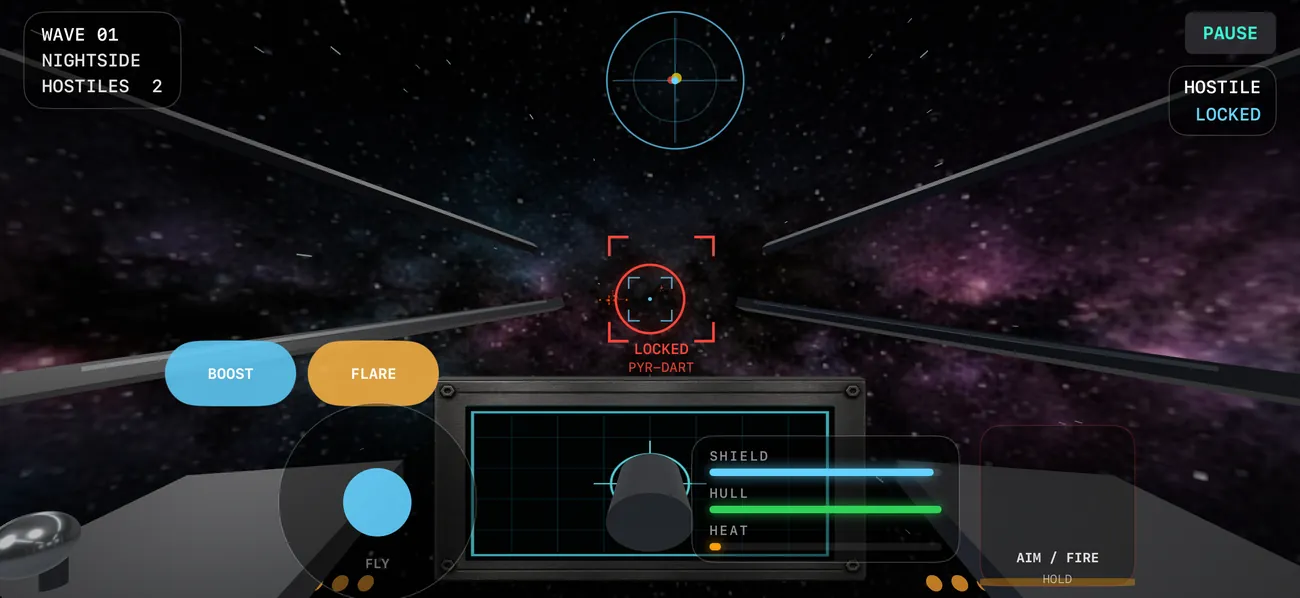 WAVE 01
NIGHTSIDE
HOSTILES 2
PAUSE
HOSTILE
LOCKED
LOCKED
PYR-DART
BOOST
FLARE
SHIELD
HULL
HEAT
FLY
AIM / FIRE
HOLD